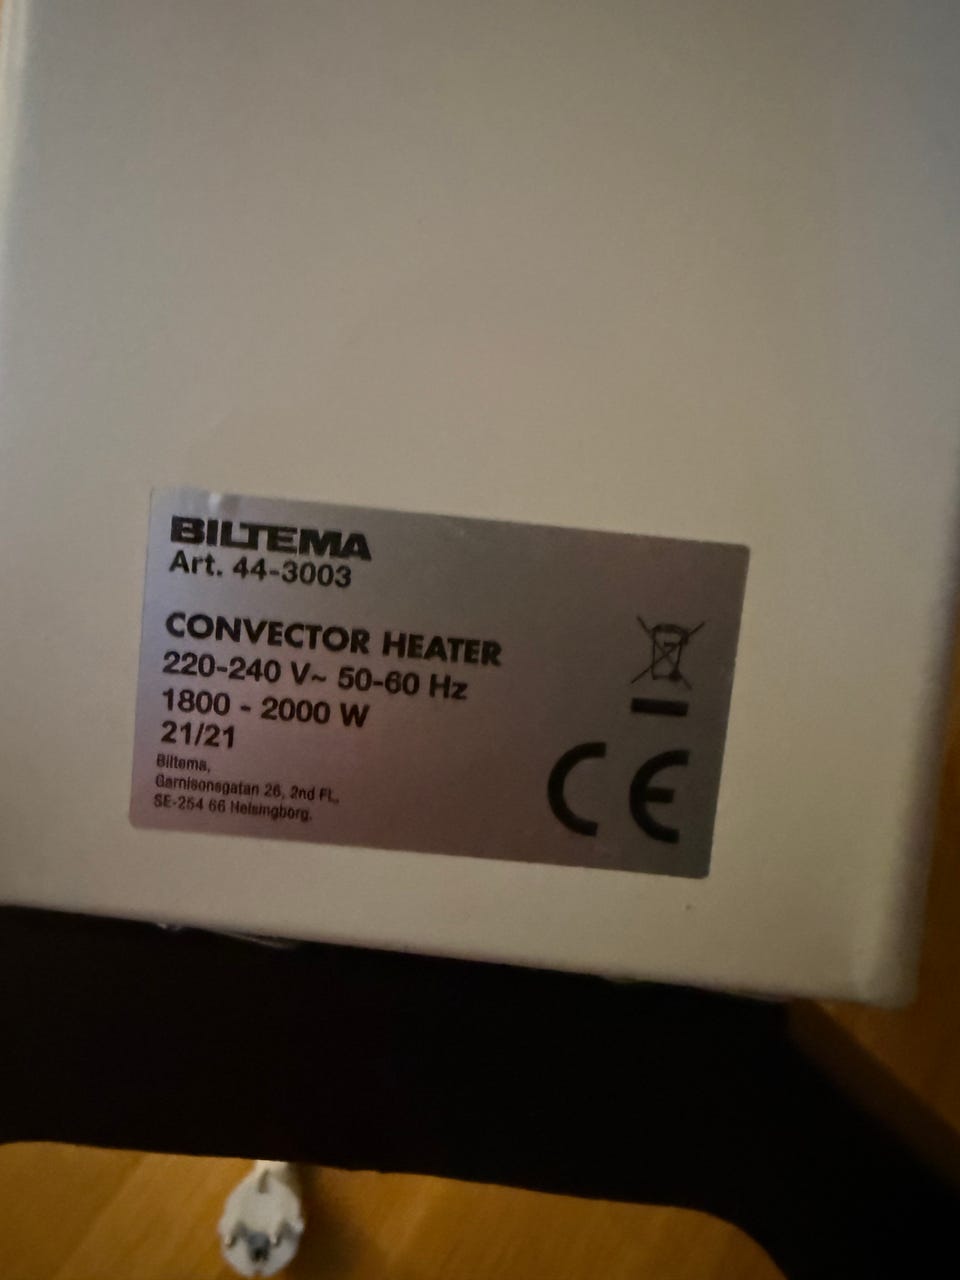 BILTEMA
Art. 44-3003
CONVECTOR HEATER
220-240 V~ 50-60 Hz
1800 - 2000 W
21/21
Biltema,
Garnisonsgatan 26, 2nd FL,
SE-254 66 Helsingborg.
CE